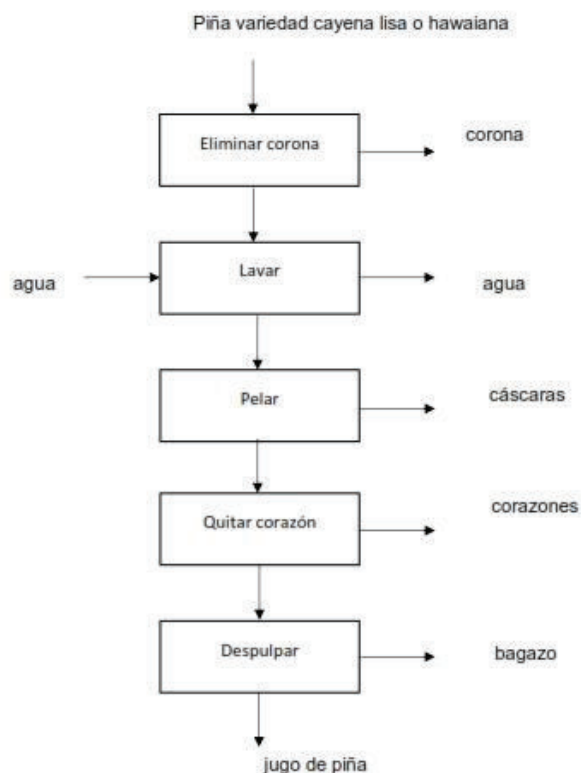 Piña variedad cayena lisa o hawaiana
Eliminar corona
corona
agua
Lavar
agua
Pelar
cáscaras
Quitar corazón
corazones
Despulpar
bagazo
jugo de piña